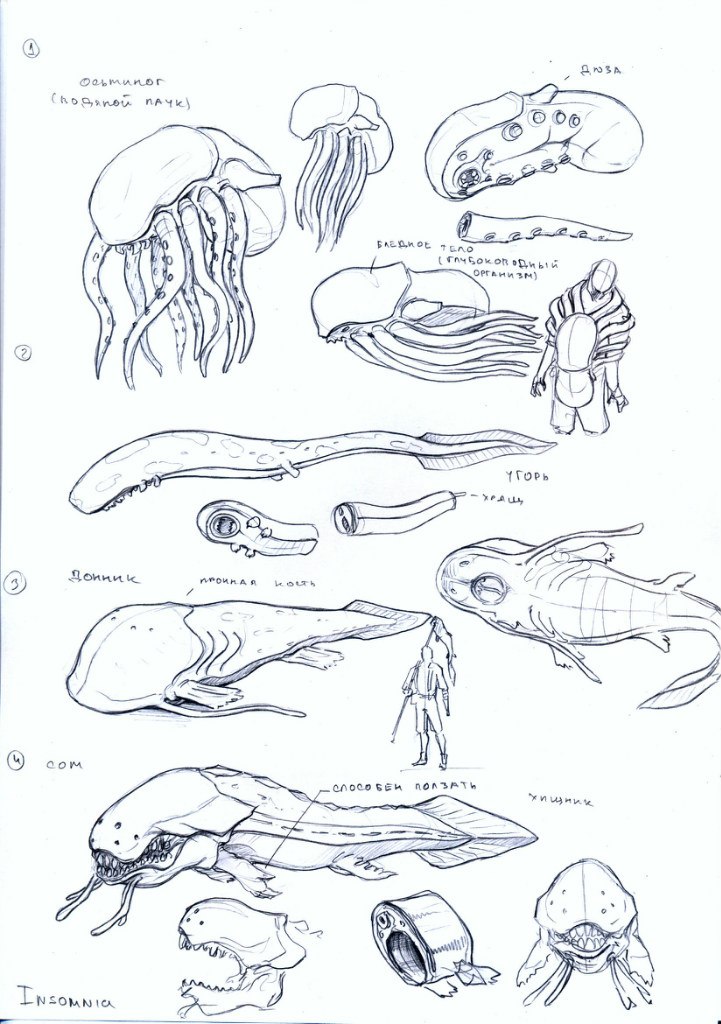 1
осьминог
(водяной паук)
дюза
бледное тело
(глубоководный
организм)
2
угорь
хрящ
3
Донник
прочная кость
4
сом
способен ползать
хищник
Insomnia